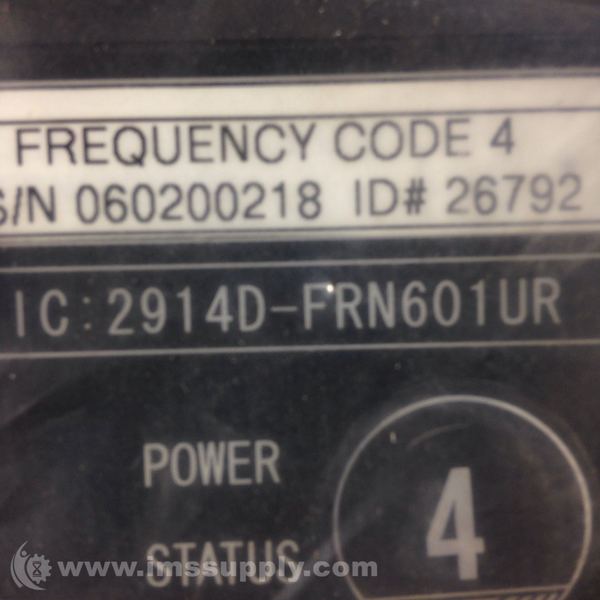 FREQUENCY CODE 4
S/N 060200218 ID# 26792
IC:2914D-FRN601UR
POWER
4
STATUS
www.imssupply.com